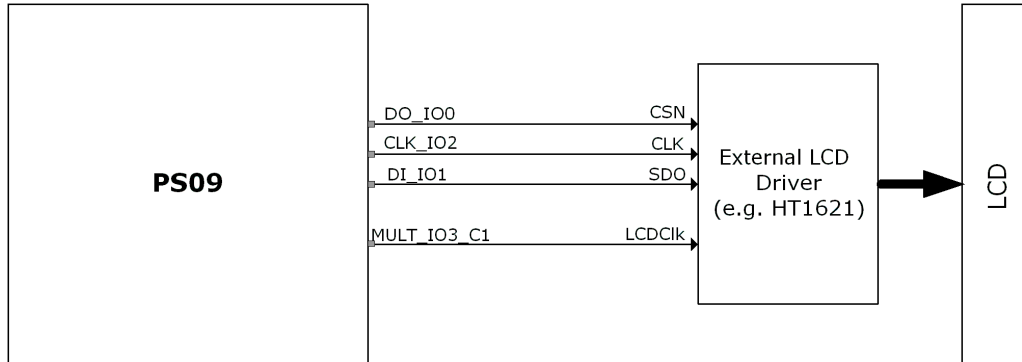 DO_IO0 CSN
CLK_IO2 CLK
PS09
DI_IO1 SDO
MULT_IO3_C1 LCDClk
External LCD
Driver
(e.g. HT1621)
LCD